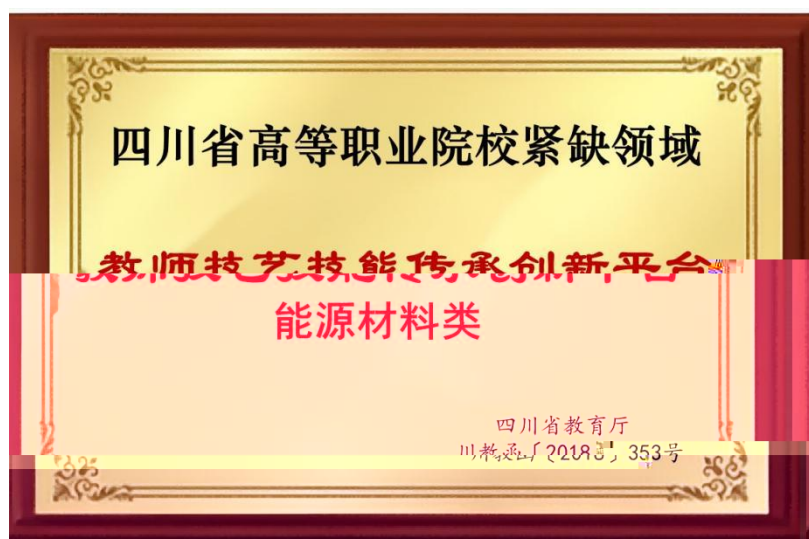 四川省高等职业院校紧缺领域
教师技艺技能传承创新平台
能源材料类
四川省教育厅
川教函〔2018〕353号